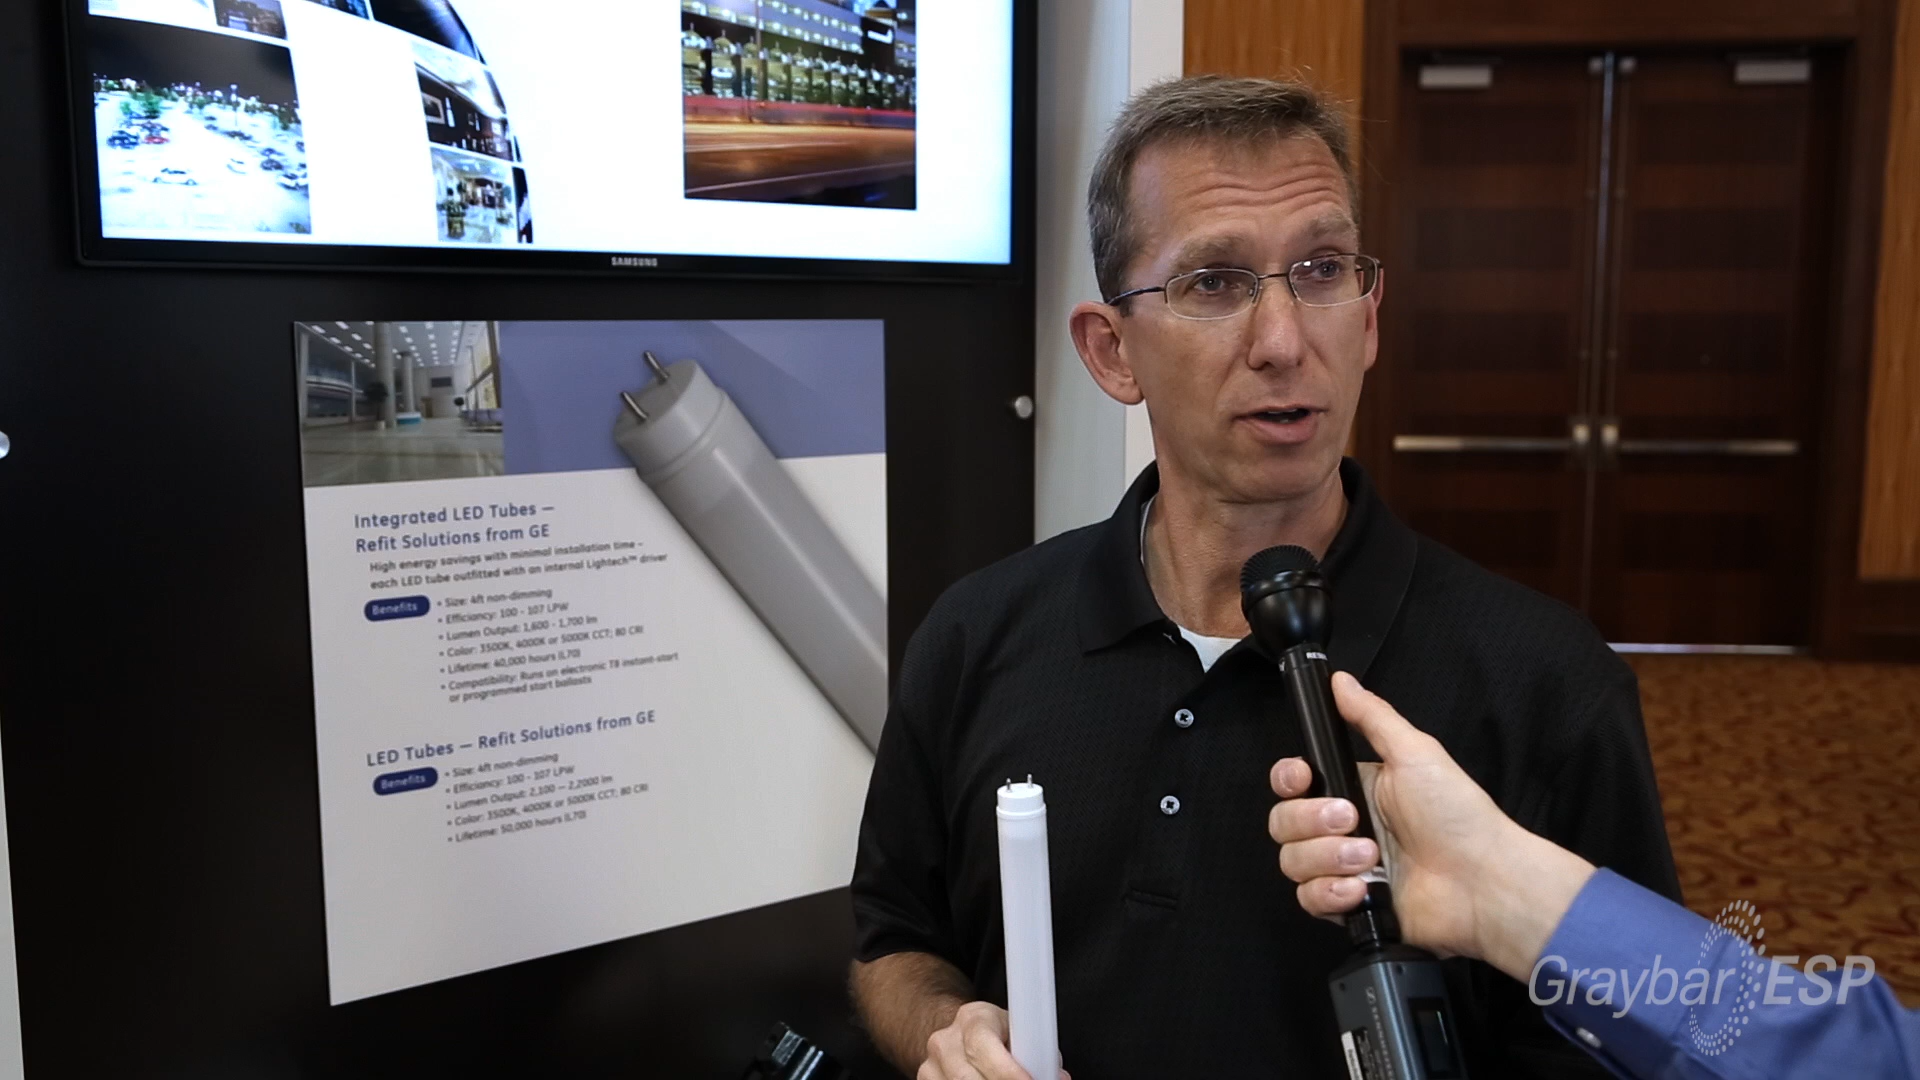 SAMSUNG
Integrated LED Tubes —
Refit Solutions from GE
High energy savings with minimal installation time -
each LED tube outfitted with an internal Lightech™ driver
Benefits
• Size: 4ft non-dimming
• Efficiency: 100 - 107 LPW
• Lumen Output: 1,600 - 1,700 lm
• Color: 3500K, 4000K or 5000K CCT; 80 CRI
• Lifetime: 40,000 hours (L70)
• Compatibility: Runs on electronic T8 instant-start
or programmed start ballasts
LED Tubes — Refit Solutions from GE
Benefits
• Size: 4ft non-dimming
• Efficiency: 100 - 107 LPW
• Lumen Output: 2,100 — 2,2000 lm
• Color: 3500K, 4000K or 5000K CCT; 80 CRI
• Lifetime: 50,000 hours (L70)
Graybar ESP